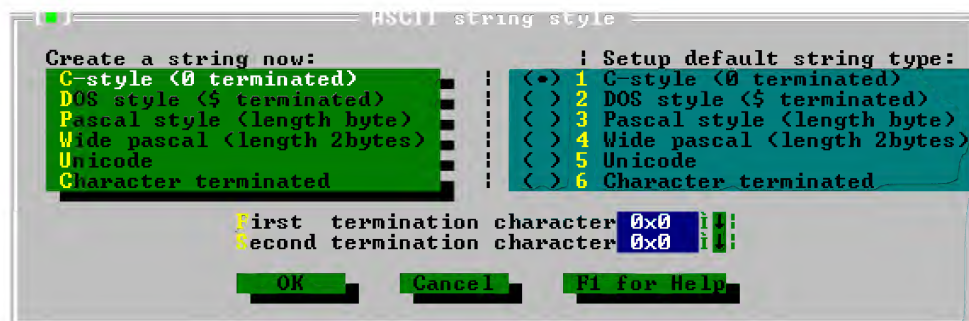 [■] ASCII string style
Create a string now: | Setup default string type:
C-style (0 terminated) | (•) 1 C-style (0 terminated)
DOS style ($ terminated) | ( ) 2 DOS style ($ terminated)
Pascal style (length byte) | ( ) 3 Pascal style (length byte)
Wide pascal (length 2bytes) | ( ) 4 Wide pascal (length 2bytes)
Unicode | ( ) 5 Unicode
Character terminated | ( ) 6 Character terminated
First termination character 0x0 Ì↓¦
Second termination character 0x0 Ì↓¦
OK Cancel F1 for Help